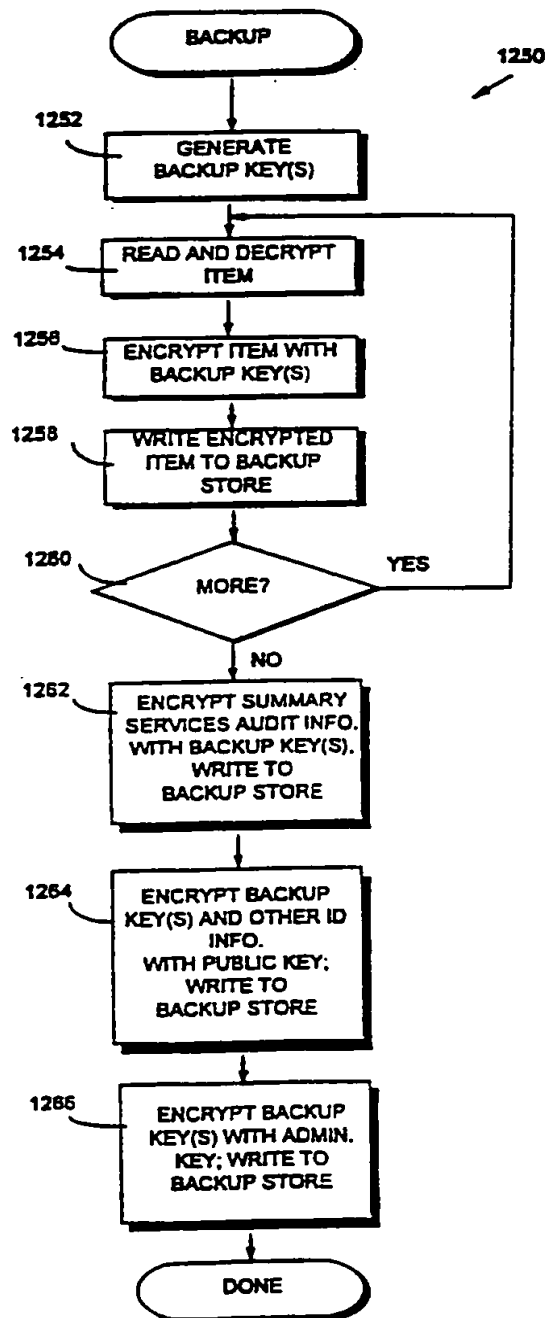 BACKUP
1250
1252
GENERATE
BACKUP KEY(S)
1254
READ AND DECRYPT
ITEM
1256
ENCRYPT ITEM WITH
BACKUP KEY(S)
1258
WRITE ENCRYPTED
ITEM TO BACKUP
STORE
1260
MORE?
YES
NO
1262
ENCRYPT SUMMARY
SERVICES AUDIT INFO.
WITH BACKUP KEY(S).
WRITE TO
BACKUP STORE
1264
ENCRYPT BACKUP
KEY(S) AND OTHER ID
INFO.
WITH PUBLIC KEY;
WRITE TO
BACKUP STORE
1266
ENCRYPT BACKUP
KEY(S) WITH ADMIN.
KEY; WRITE TO
BACKUP STORE
DONE